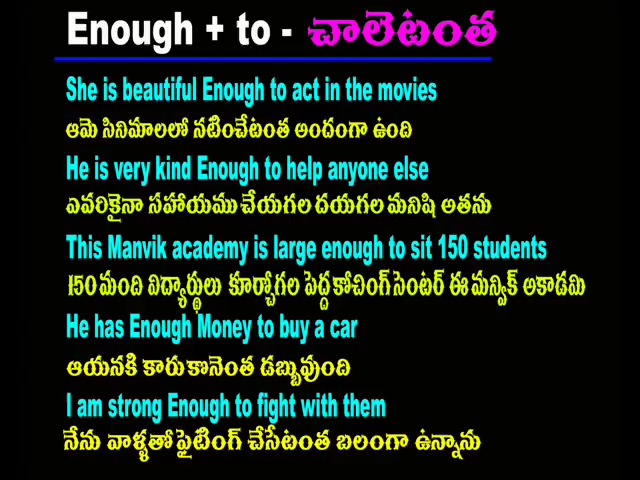 Enough + to - చాలెటంత
She is beautiful Enough to act in the movies
ఆమె సినిమాలలో నటించేటంత అందంగా ఉంది
He is very kind Enough to help anyone else
ఎవరికైనా సహాయము చేయగల దయగల మనిషి అతను
This Manvik academy is large enough to sit 150 students
150 మంది విద్యార్థులు కూర్చోగల పెద్ద కోచింగ్ సెంటర్ ఈ మన్విక్ అకాడమి
He has Enough Money to buy a car
ఆయనకి కారు కొనెంత డబ్బువుంది
I am strong Enough to fight with them
నేను వాళ్ళతో ఫైటింగ్ చేసేటంత బలంగా ఉన్నాను